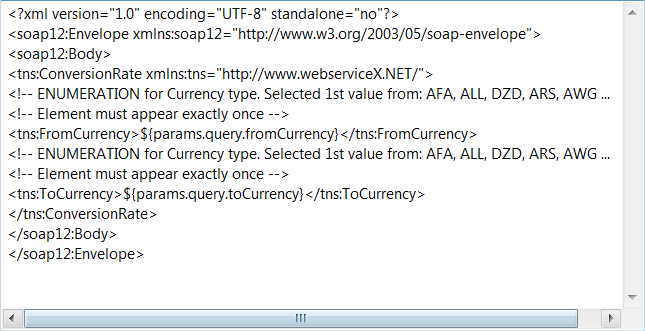 <?xml version="1.0" encoding="UTF-8" standalone="no"?>
<soap12:Envelope xmlns:soap12="http://www.w3.org/2003/05/soap-envelope">
<soap12:Body>
<tns:ConversionRate xmlns:tns="http://www.webserviceX.NET/">
<!-- ENUMERATION for Currency type. Selected 1st value from: AFA, ALL, DZD, ARS, AWG ...
<!-- Element must appear exactly once -->
<tns:FromCurrency>${params.query.fromCurrency}</tns:FromCurrency>
<!-- ENUMERATION for Currency type. Selected 1st value from: AFA, ALL, DZD, ARS, AWG ...
<!-- Element must appear exactly once -->
<tns:ToCurrency>${params.query.toCurrency}</tns:ToCurrency>
</tns:ConversionRate>
</soap12:Body>
</soap12:Envelope>